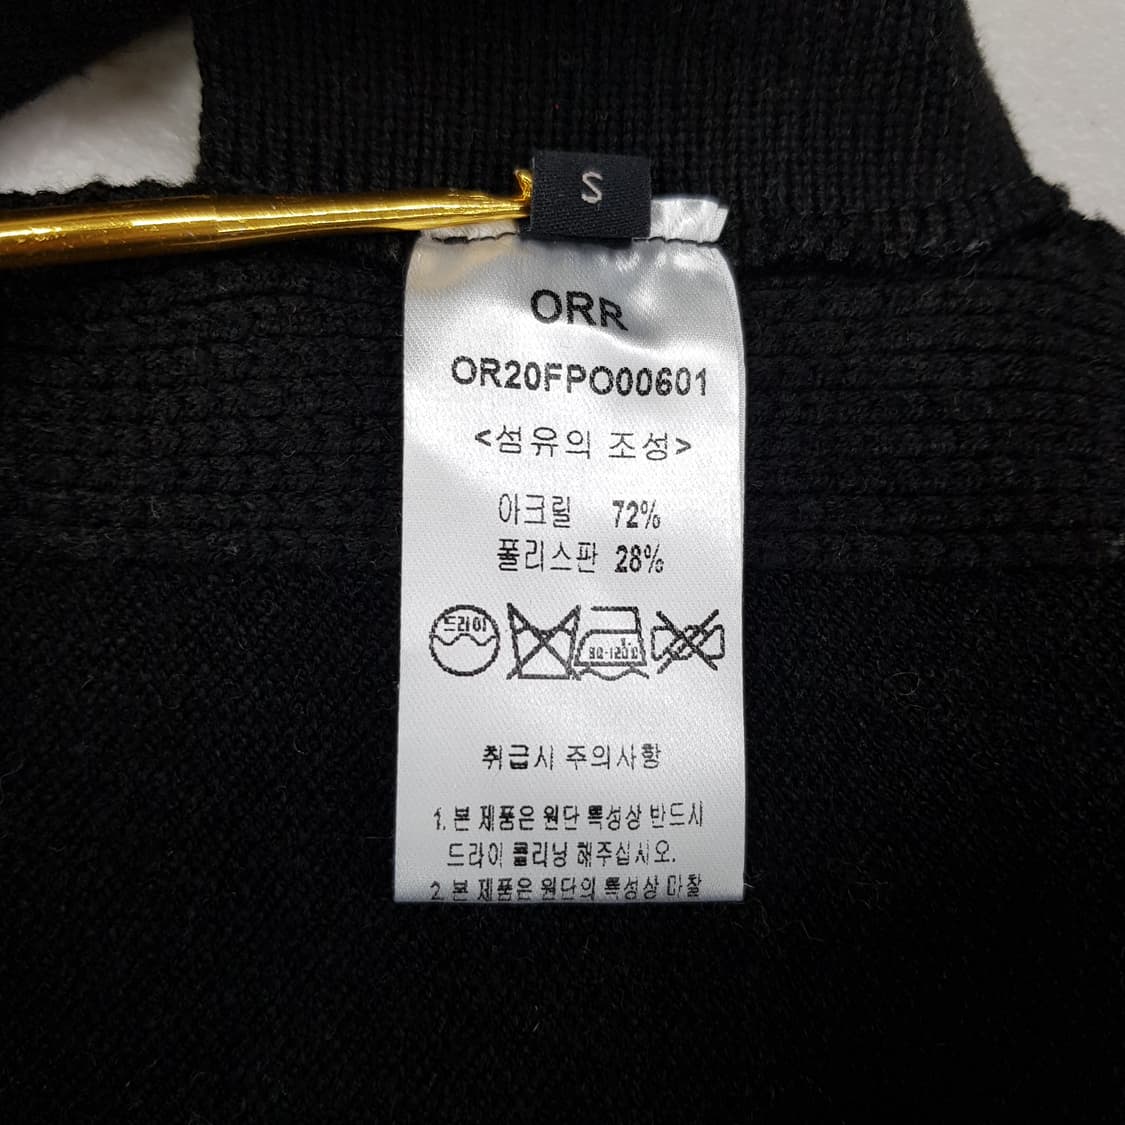 S
ORR
OR20FPO00601
<섬유의 조성>
아크릴 72%
폴리스판 28%
드라이
80-120℃
취급시 주의사항
1. 본 제품은 원단 특성상 반드시
드라이 클리닝 해주십시오.
2. 본 제품은 원단의 특성상 마찰